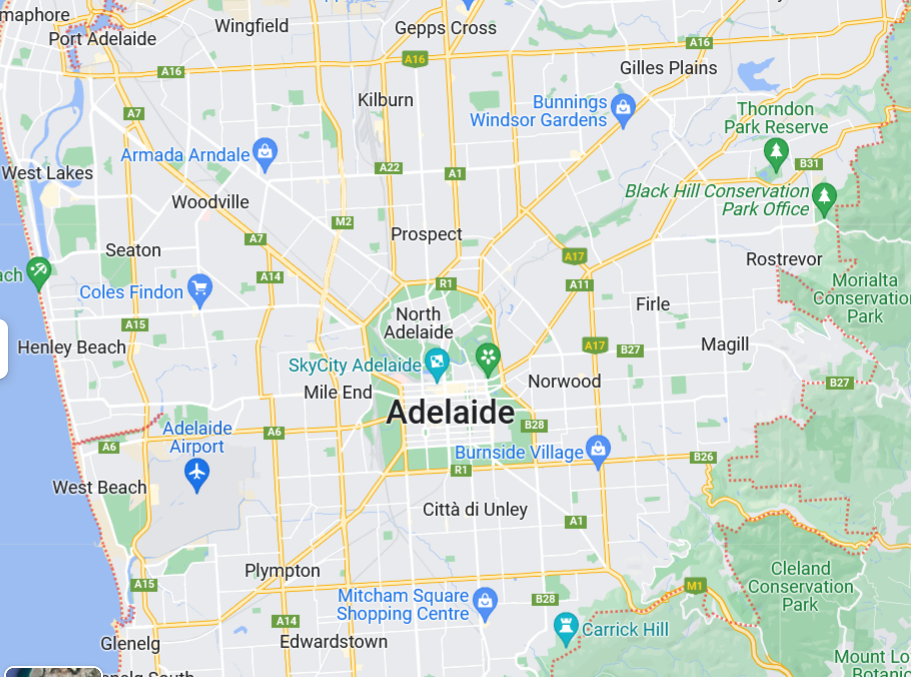 maphore
Wingfield
Gepps Cross
Port Adelaide
A16
A16
A16
Gilles Plains
Kilburn
Bunnings
Windsor Gardens
A7
Thorndon
Park Reserve
Armada Arndale
A22
A1
B31
West Lakes
Black Hill Conservation
Park Office
Woodville
M2
Prospect
A7
Seaton
A17
Rostrevor
ach
A14
R1
A11
Coles Findon
Morialta
Conservation
Park
Firle
North
Adelaide
A15
Henley Beach
A17
B27
Magill
SkyCity Adelaide
Mile End
Norwood
B27
Adelaide
B28
Adelaide
Airport
A6
A6
Burnside Village
B26
R1
West Beach
Città di Unley
A1
Plympton
Cleland
Conservation
Park
A15
M1
Mitcham Square
Shopping Centre
B28
A14
Carrick Hill
Glenelg
Edwardstown
Mount Lo
Botanic
enelg South